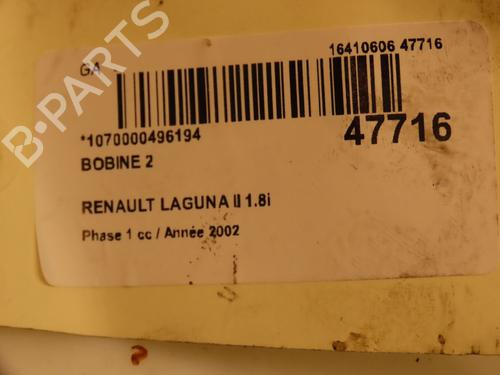 GA
16410606 47716
*1070000496194
47716
BOBINE 2
RENAULT LAGUNA II 1.8i
Phase 1 cc / Année 2002
B-PARTS